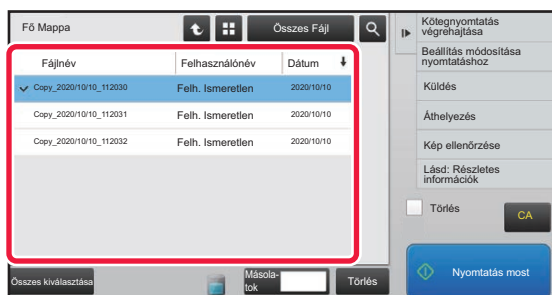 Fő Mappa
Összes Fájl
Fájlnév Felhasználónév Dátum
Copy_2020/10/10_112030 Felh. Ismeretlen 2020/10/10
Copy_2020/10/10_112031 Felh. Ismeretlen 2020/10/10
Copy_2020/10/10_112032 Felh. Ismeretlen 2020/10/10
Összes kiválasztása
Másola-
tok
Törlés
Kötegnyomtatás
végrehajtása
Beállítás módosítása
nyomtatáshoz
Küldés
Áthelyezés
Kép ellenőrzése
Lásd: Részletes
információk
Törlés
CA
Nyomtatás most